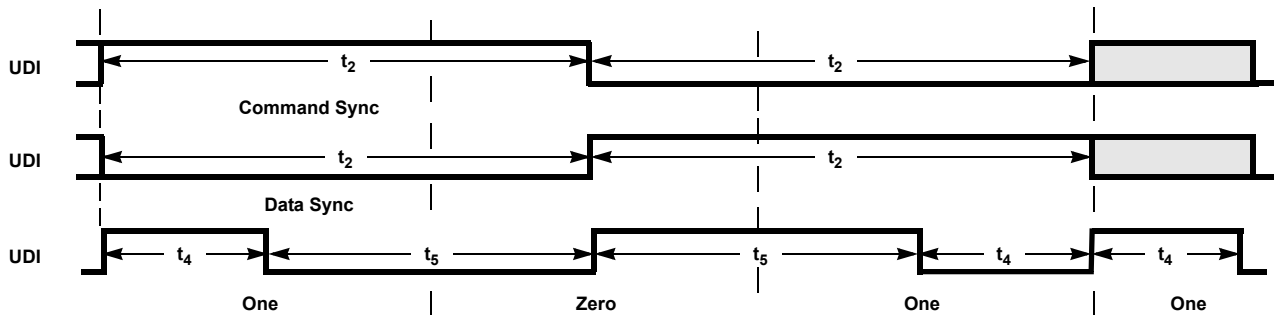 UDI t2 t2
Command Sync
UDI t2 t2
Data Sync
UDI t4 t5 t5 t4 t4
One Zero One One